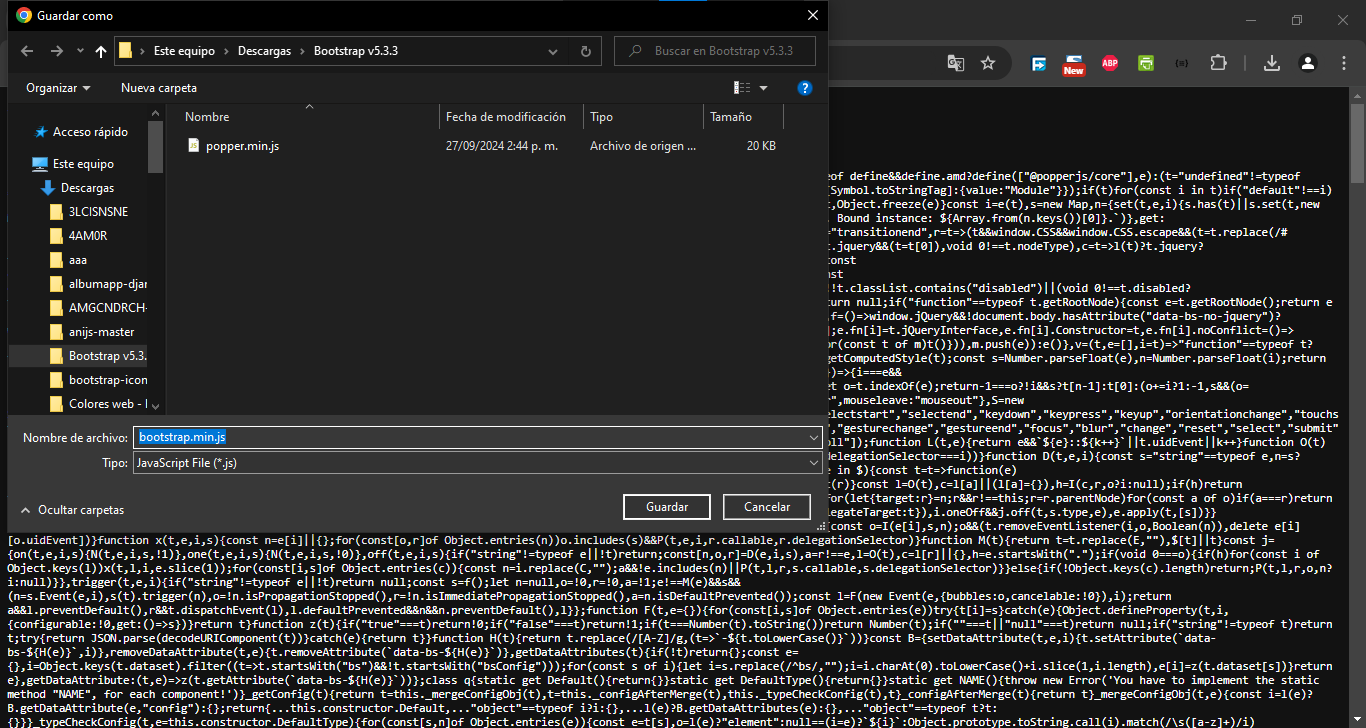 Guardar como
Este equipo › Descargas › Bootstrap v5.3.3
Buscar en Bootstrap v5.3.3
New
ABP
Organizar
Nueva carpeta
?
Nombre
Fecha de modificación
Tipo
Tamaño
popper.min.js
27/09/2024 2:44 p. m.
Archivo de origen ...
20 KB
Acceso rápido
Este equipo
Descargas
3LCISNSNE
4AM0R
aaa
albumapp-djar
AMGCNDRCH-
anijs-master
Bootstrap v5.3.
bootstrap-icon
Colores web - l
Nombre de archivo: bootstrap.min.js
Tipo: JavaScript File (*.js)
Ocultar carpetas
Guardar
Cancelar
of define&&define.amd?define(["@popperjs/core"],e):(t="undefined"!=typeof
Symbol.toStringTag]:{value:"Module"}});if(t)for(const i in t)if("default"!==i)
,Object.freeze(e)}const i=e(t),s=new Map,n={set(t,e,i){s.has(t)||s.set(t,new
Bound instance: ${Array.from(n.keys())[0]}.`)},get:
="transitionend",r=t=>(t&&window.CSS&&window.CSS.escape&&(t=t.replace(/#
.jquery&&(t=t[0]),void 0!==t.nodeType),c=t=>l(t)?t.jquery?
const
st
!t.classList.contains("disabled")||(void 0!==t.disabled?
urn null;if("function"==typeof t.getRootNode){const e=t.getRootNode();return e
f=()=>window.jQuery&&!document.body.hasAttribute("data-bs-no-jquery")?
;e.fn[i]=t.jQueryInterface,e.fn[i].Constructor=t,e.fn[i].noConflict=()=>
or(const t of m)t()})),m.push(e)):e()},v=(t,e=[],i=t)=>"function"==typeof t?
getComputedStyle(t);const s=Number.parseFloat(e),n=Number.parseFloat(i);return
)=>{i===e&&
t o=t.indexOf(e);return-1===o?!i&&s?t[n-1]:t[0]:(o+=i?1:-1,s&&(o=
r",mouseleave:"mouseout"},S=new
lectstart","selectend","keydown","keypress","keyup","orientationchange","touchs
"gesturechange","gestureend","focus","blur","change","reset","select","submit"
ll"]);function L(t,e){return e&&`${e}::${k++}`||t.uidEvent||k++}function O(t)
delegationSelector===i))}function D(t,e,i){const s="string"==typeof e,n=s?
e in $){const t=t=>function(e)
(r)}const l=O(t),c=l[a]||(l[a]={}),h=I(c,r,o?i:null);if(h)return
for(let{target:r}=n;r&&r!==this;r=r.parentNode)for(const a of o)if(a===r)return
legateTarget:t}),i.oneOff&&j.off(t,s.type,e),e.apply(t,[s])}}
{const o=I(e[i],s,n);o&&(t.removeEventListener(i,o,Boolean(n)),delete e[i]
[o.uidEvent])}function x(t,e,i,s){const n=e[i]||{};for(const[o,r]of Object.entries(n))o.includes(s)&&P(t,e,i,r.callable,r.delegationSelector)}function M(t){return t=t.replace(E,""),$[t]||t}const j=
{on(t,e,i,s){N(t,e,i,s,!1)},one(t,e,i,s){N(t,e,i,s,!0)},off(t,e,i,s){if("string"!=typeof e||!t)return;const[n,o,r]=D(e,i,s),a=r!==e,l=O(t),c=l[r]||{},h=e.startsWith(".");if(void 0===o){if(h)for(const i of
Object.keys(l))x(t,l,i,e.slice(1));for(const[i,s]of Object.entries(c)){const n=i.replace(C,"");a&&!e.includes(n)||P(t,l,r,s.callable,s.delegationSelector)}}else{if(!Object.keys(c).length)return;P(t,l,r,o,n?
i:null)}},trigger(t,e,i){if("string"!=typeof e||!t)return null;const s=f();let n=null,o=!0,r=!0,a=!1;e!==M(e)&&s&&
(n=s.Event(e,i),s(t).trigger(n),o=!n.isPropagationStopped(),r=!n.isImmediatePropagationStopped(),a=n.isDefaultPrevented());const l=F(new Event(e,{bubbles:o,cancelable:!0}),i);return
a&&l.preventDefault(),r&&t.dispatchEvent(l),l.defaultPrevented&&n&&n.preventDefault(),l}};function F(t,e={}){for(const[i,s]of Object.entries(e))try{t[i]=s}catch(e){Object.defineProperty(t,i,
{configurable:!0,get:()=>s})}return t}function z(t){if("true"===t)return!0;if("false"===t)return!1;if(t===Number(t).toString())return Number(t);if(""===t||"null"===t)return null;if("string"!=typeof t)return
t;try{return JSON.parse(decodeURIComponent(t))}catch(e){return t}}function H(t){return t.replace(/[A-Z]/g,(t=>`-${t.toLowerCase()}`))}const B={setDataAttribute(t,e,i){t.setAttribute(`data-
bs-${H(e)}`,i)},removeDataAttribute(t,e){t.removeAttribute(`data-bs-${H(e)}`)},getDataAttributes(t){if(!t)return{};const e=
{},i=Object.keys(t.dataset).filter((t=>t.startsWith("bs")&&!t.startsWith("bsConfig")));for(const s of i){let i=s.replace(/^bs/,"");i=i.charAt(0).toLowerCase()+i.slice(1,i.length),e[i]=z(t.dataset[s])}return
e},getDataAttribute:(t,e)=>z(t.getAttribute(`data-bs-${H(e)}`))};class q{static get Default(){return{}}static get DefaultType(){return{}}static get NAME(){throw new Error('You have to implement the static
method "NAME", for each component!')}_getConfig(t){return t=this._mergeConfigObj(t),t=this._configAfterMerge(t),this._typeCheckConfig(t),t}_configAfterMerge(t){return t}_mergeConfigObj(t,e){const i=l(e)?
B.getDataAttribute(e,"config"):{};return{...this.constructor.Default,..."object"==typeof i?i:{},...l(e)?B.getDataAttributes(e):{},..."object"==typeof t?t:
{}}}_typeCheckConfig(t,e=this.constructor.DefaultType){for(const[s,n]of Object.entries(e)){const e=t[s],o=l(e)?"element":null==(i=e)?`${i}`:Object.prototype.toString.call(i).match(/\s([a-z]+)/i)